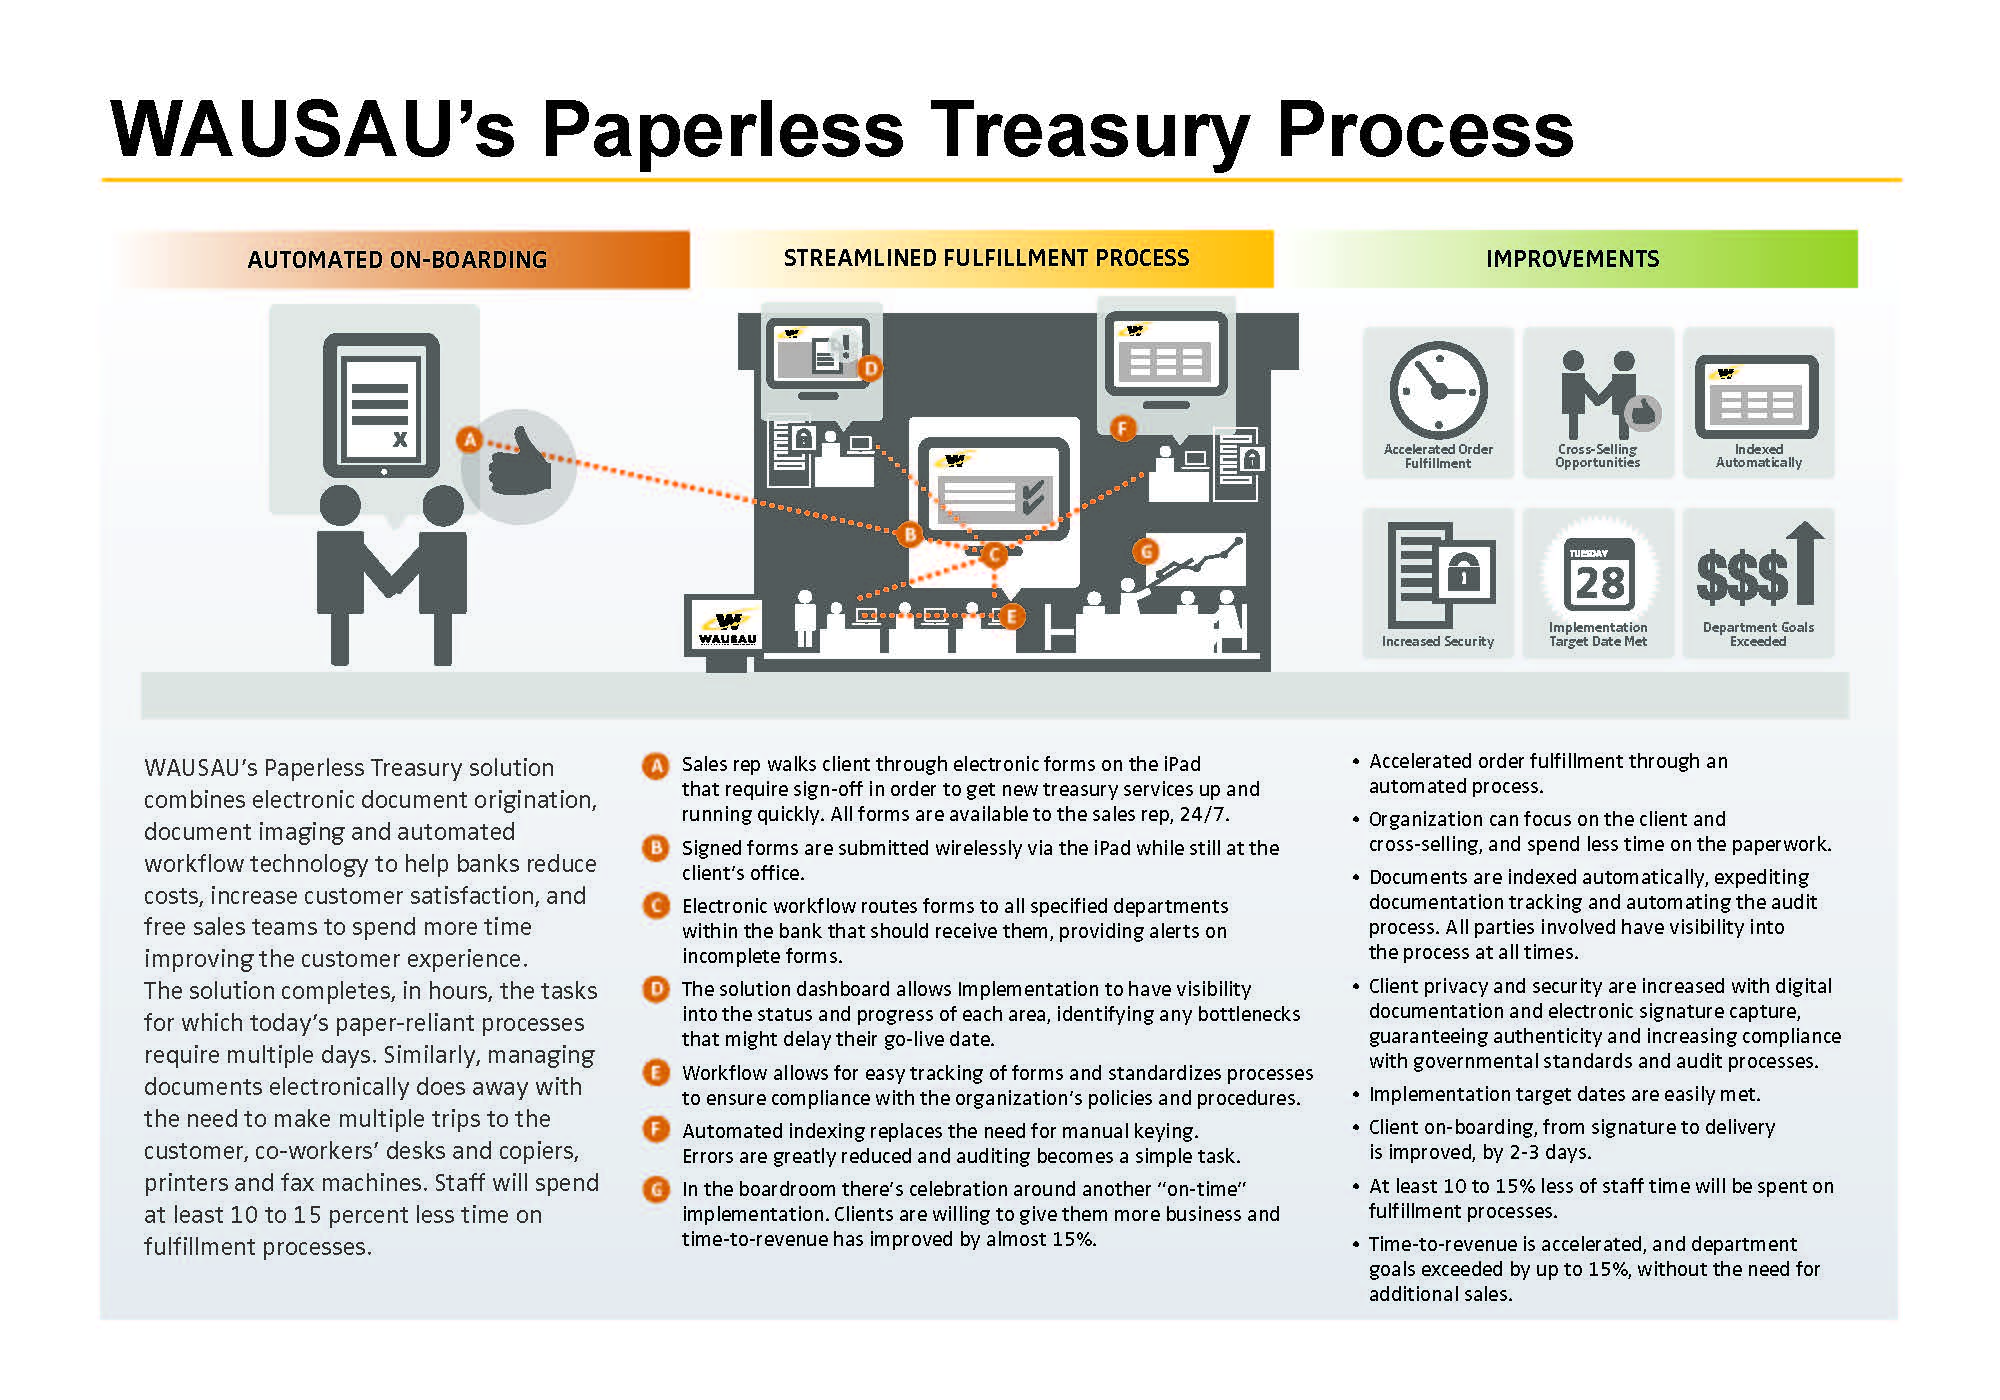 WAUSAU's Paperless Treasury Process
AUTOMATED ON-BOARDING
STREAMLINED FULFILLMENT PROCESS
IMPROVEMENTS
X
A
B
C
D
E
F
G
W
W
W
W
WAUSAU
Accelerated Order
Fulfillment
Cross-Selling
Opportunities
W
Indexed
Automatically
Increased Security
TUESDAY
28
Implementation
Target Date Met
$$$
Department Goals
Exceeded
WAUSAU's Paperless Treasury solution
combines electronic document origination,
document imaging and automated
workflow technology to help banks reduce
costs, increase customer satisfaction, and
free sales teams to spend more time
improving the customer experience.
The solution completes, in hours, the tasks
for which today's paper-reliant processes
require multiple days. Similarly, managing
documents electronically does away with
the need to make multiple trips to the
customer, co-workers' desks and copiers,
printers and fax machines. Staff will spend
at least 10 to 15 percent less time on
fulfillment processes.
A Sales rep walks client through electronic forms on the iPad
that require sign-off in order to get new treasury services up and
running quickly. All forms are available to the sales rep, 24/7.
B Signed forms are submitted wirelessly via the iPad while still at the
client's office.
C Electronic workflow routes forms to all specified departments
within the bank that should receive them, providing alerts on
incomplete forms.
D The solution dashboard allows Implementation to have visibility
into the status and progress of each area, identifying any bottlenecks
that might delay their go-live date.
E Workflow allows for easy tracking of forms and standardizes processes
to ensure compliance with the organization's policies and procedures.
F Automated indexing replaces the need for manual keying.
Errors are greatly reduced and auditing becomes a simple task.
G In the boardroom there's celebration around another "on-time"
implementation. Clients are willing to give them more business and
time-to-revenue has improved by almost 15%.
• Accelerated order fulfillment through an
automated process.
• Organization can focus on the client and
cross-selling, and spend less time on the paperwork.
• Documents are indexed automatically, expediting
documentation tracking and automating the audit
process. All parties involved have visibility into
the process at all times.
• Client privacy and security are increased with digital
documentation and electronic signature capture,
guaranteeing authenticity and increasing compliance
with governmental standards and audit processes.
• Implementation target dates are easily met.
• Client on-boarding, from signature to delivery
is improved, by 2-3 days.
• At least 10 to 15% less of staff time will be spent on
fulfillment processes.
• Time-to-revenue is accelerated, and department
goals exceeded by up to 15%, without the need for
additional sales.